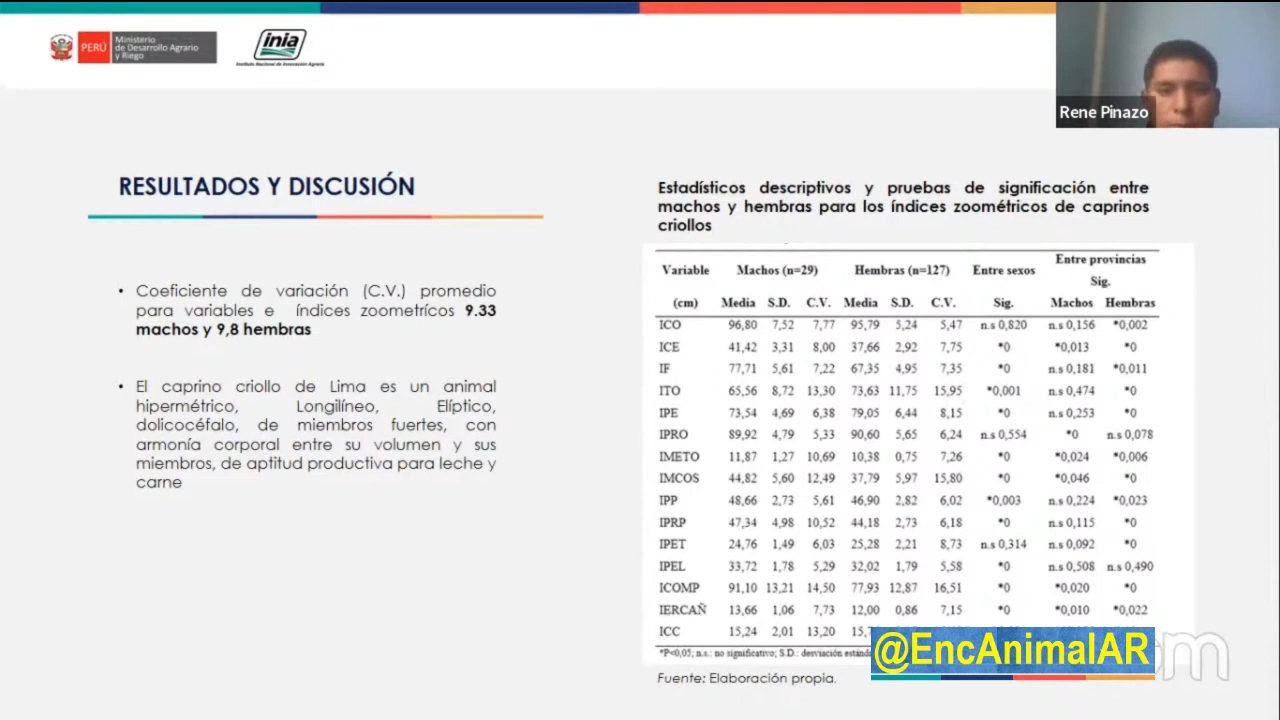 PERÚ
Ministerio
de Desarrollo Agrario
y Riego
inia
Instituto Nacional de Innovación Agraria
Rene Pinazo
RESULTADOS Y DISCUSIÓN
• Coeficiente de variación (C.V.) promedio
para variables e índices zoometrícos 9.33
machos y 9,8 hembras
• El caprino criollo de Lima es un animal
hipermétrico, Longilíneo, Elíptico,
dolicocéfalo, de miembros fuertes, con
armonía corporal entre su volumen y sus
miembros, de aptitud productiva para leche y
carne
Estadísticos descriptivos y pruebas de significación entre
machos y hembras para los índices zoométricos de caprinos
criollos
Variable Machos (n=29) Hembras (n=127) Entre sexos Entre provincias
Sig.
(cm) Media S.D. C.V. Media S.D. C.V. Sig. Machos Hembras
ICO 96,80 7,52 7,77 95,79 5,24 5,47 n.s 0,820 n.s 0,156 *0,002
ICE 41,42 3,31 8,00 37,66 2,92 7,75 *0 *0,013 *0
IF 77,71 5,61 7,22 67,35 4,95 7,35 *0 n.s 0,181 *0,011
ITO 65,56 8,72 13,30 73,63 11,75 15,95 *0,001 n.s 0,474 *0
IPE 73,54 4,69 6,38 79,05 6,44 8,15 *0 n.s 0,253 *0
IPRO 89,92 4,79 5,33 90,60 5,65 6,24 n.s 0,554 *0 n.s 0,078
IMETO 11,87 1,27 10,69 10,38 0,75 7,26 *0 *0,024 *0,006
IMCOS 44,82 5,60 12,49 37,79 5,97 15,80 *0 *0,046 *0
IPP 48,66 2,73 5,61 46,90 2,82 6,02 *0,003 n.s 0,224 *0,023
IPRP 47,34 4,98 10,52 44,18 2,73 6,18 *0 n.s 0,115 *0
IPET 24,76 1,49 6,03 25,28 2,21 8,73 n.s 0,314 n.s 0,092 *0
IPEL 33,72 1,78 5,29 32,02 1,79 5,58 *0 n.s 0,508 n.s 0,490
ICOMP 91,10 13,21 14,50 77,93 12,87 16,51 *0 *0,020 *0
IERCAÑ 13,66 1,06 7,73 12,00 0,86 7,15 *0 *0,010 *0,022
ICC 15,24 2,01 13,20
*P<0,05; n.s.: no significativo; S.D.: desviación
Fuente: Elaboración propia.
@EncAnimalAR